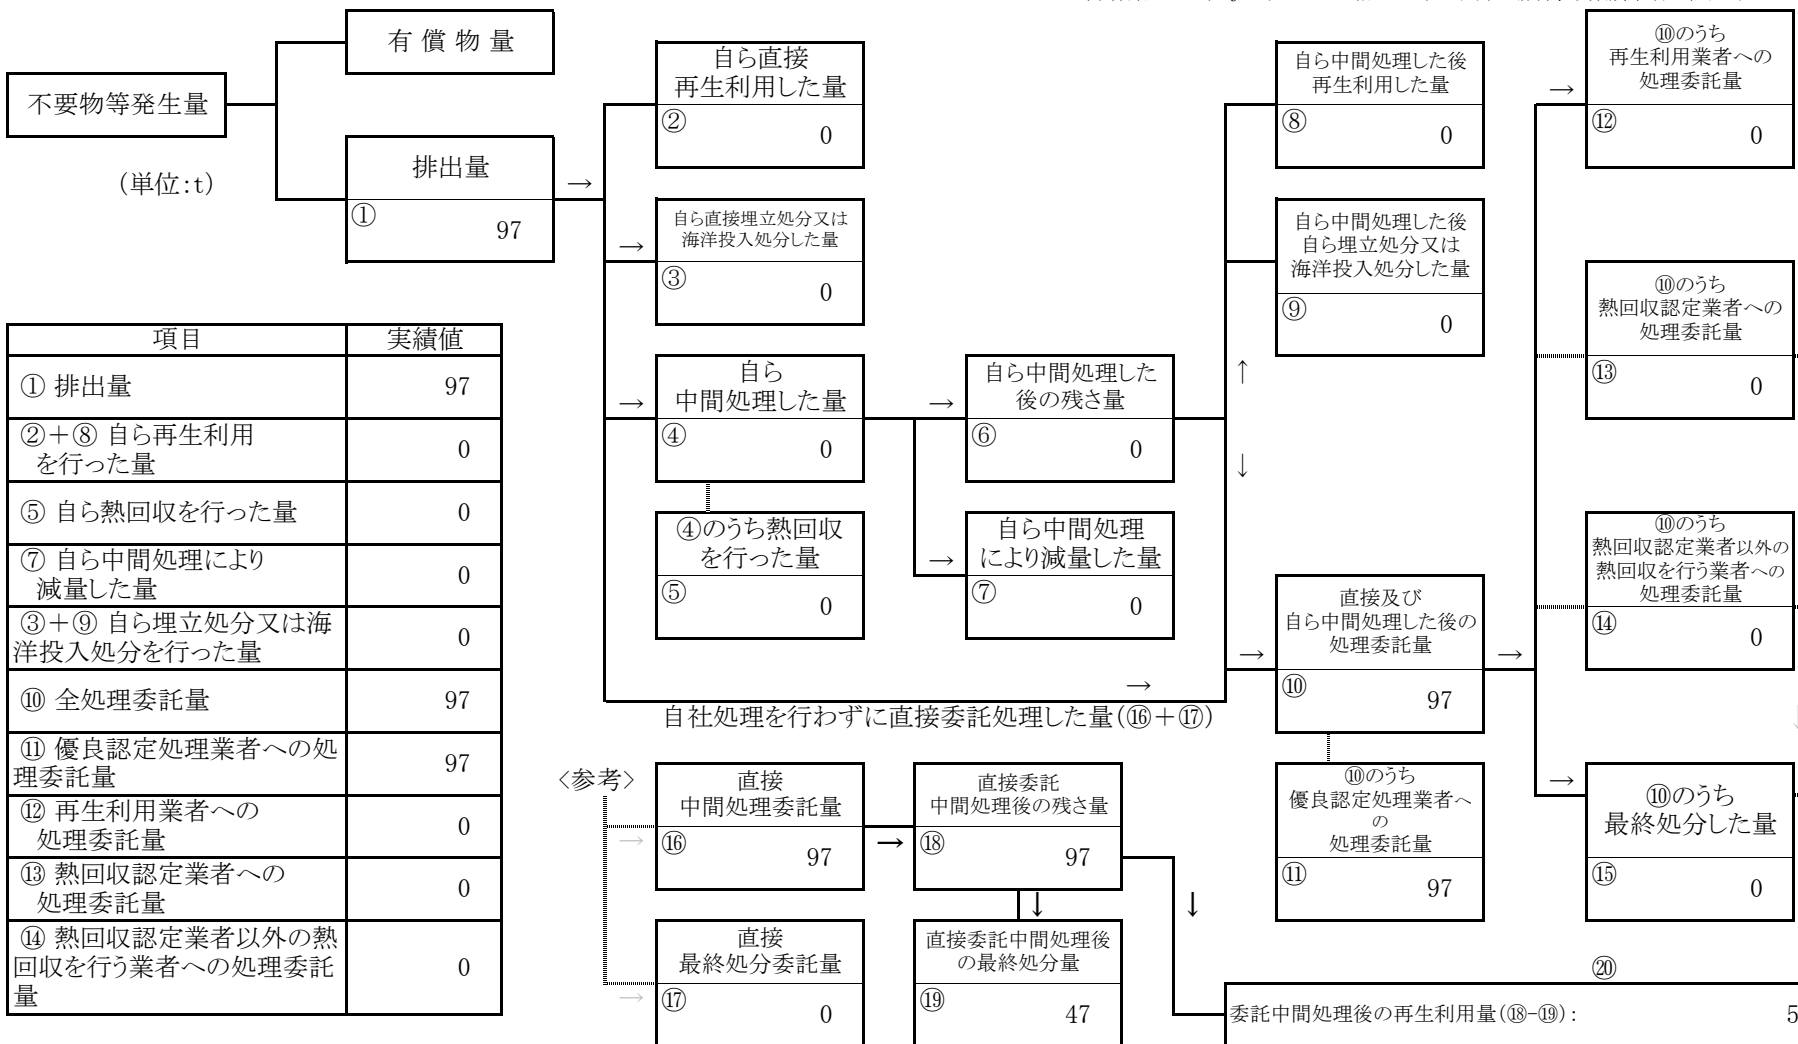 不要物等発生量
有 償 物 量
(単位:t)
排出量
①
97
→
自ら直接
再生利用した量
②
0
→
自ら直接埋立処分又は
海洋投入処分した量
③
0
→
自ら
中間処理した量
④
0
④のうち熱回収
を行った量
⑤
0
→
自ら中間処理した
後の残さ量
⑥
0
→
自ら中間処理
により減量した量
⑦
0
自ら中間処理した後
再生利用した量
⑧
0
自ら中間処理した後
自ら埋立処分又は
海洋投入処分した量
⑨
0
↑
↓
→
直接及び
自ら中間処理した後の
処理委託量
⑩
97
→
⑩のうち
優良認定処理業者へ
の
処理委託量
⑪
97
→
⑩のうち
再生利用業者への
処理委託量
⑫
0
⑩のうち
熱回収認定業者への
処理委託量
⑬
0
⑩のうち
熱回収認定業者以外の
熱回収を行う業者への
処理委託量
⑭
0
→
⑩のうち
最終処分した量
⑮
0
→
自社処理を行わずに直接委託処理した量(⑯+⑰)
項目 実績値
① 排出量 97
②+⑧ 自ら再生利用
を行った量 0
⑤ 自ら熱回収を行った量 0
⑦ 自ら中間処理により
減量した量 0
③+⑨ 自ら埋立処分又は海
洋投入処分を行った量 0
⑩ 全処理委託量 97
⑪ 優良認定処理業者への処
理委託量 97
⑫ 再生利用業者への
処理委託量 0
⑬ 熱回収認定業者への
処理委託量 0
⑭ 熱回収認定業者以外の熱
回収を行う業者への処理委託
量 0
<参考>
→
直接
中間処理委託量
⑯
97
→
直接委託
中間処理後の残さ量
⑱
97
↓
↓
→
直接
最終処分委託量
⑰
0
直接委託中間処理後
の最終処分量
⑲
47
⑳
委託中間処理後の再生利用量(⑱-⑲):
5